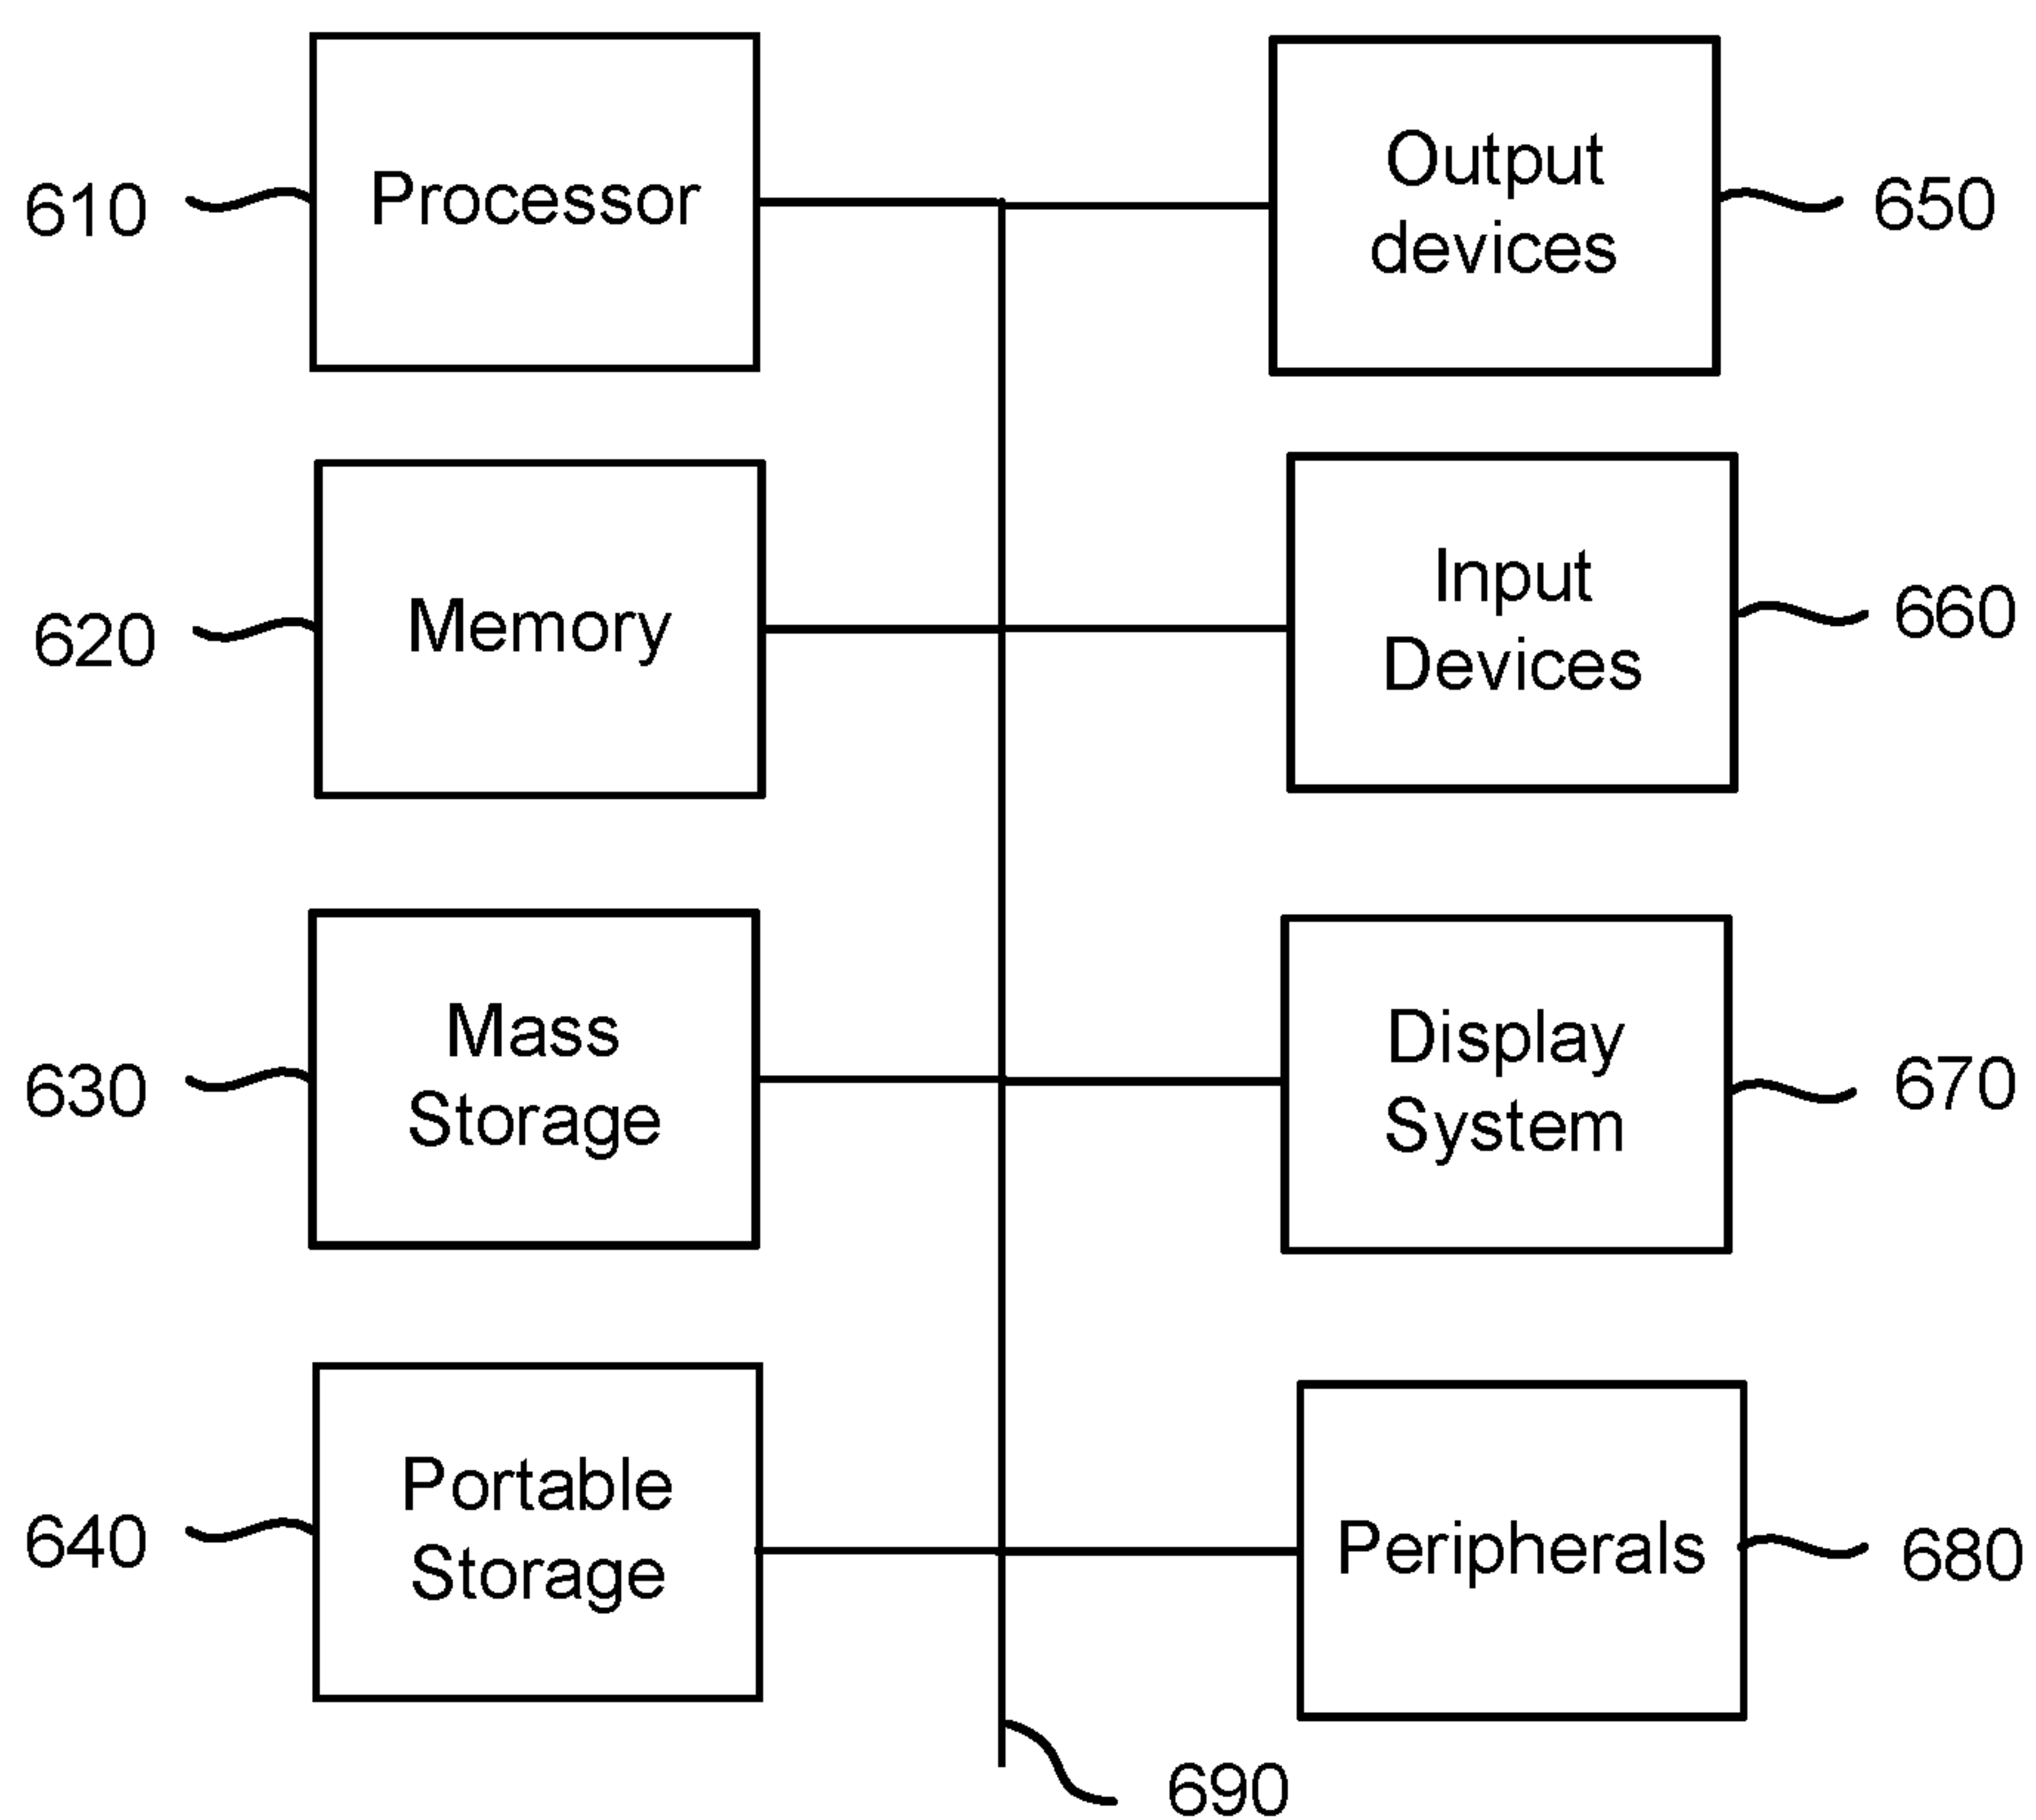 610
Processor
Output
devices
650
620
Memory
Input
Devices
660
630
Mass
Storage
Display
System
670
640
Portable
Storage
Peripherals
680
690